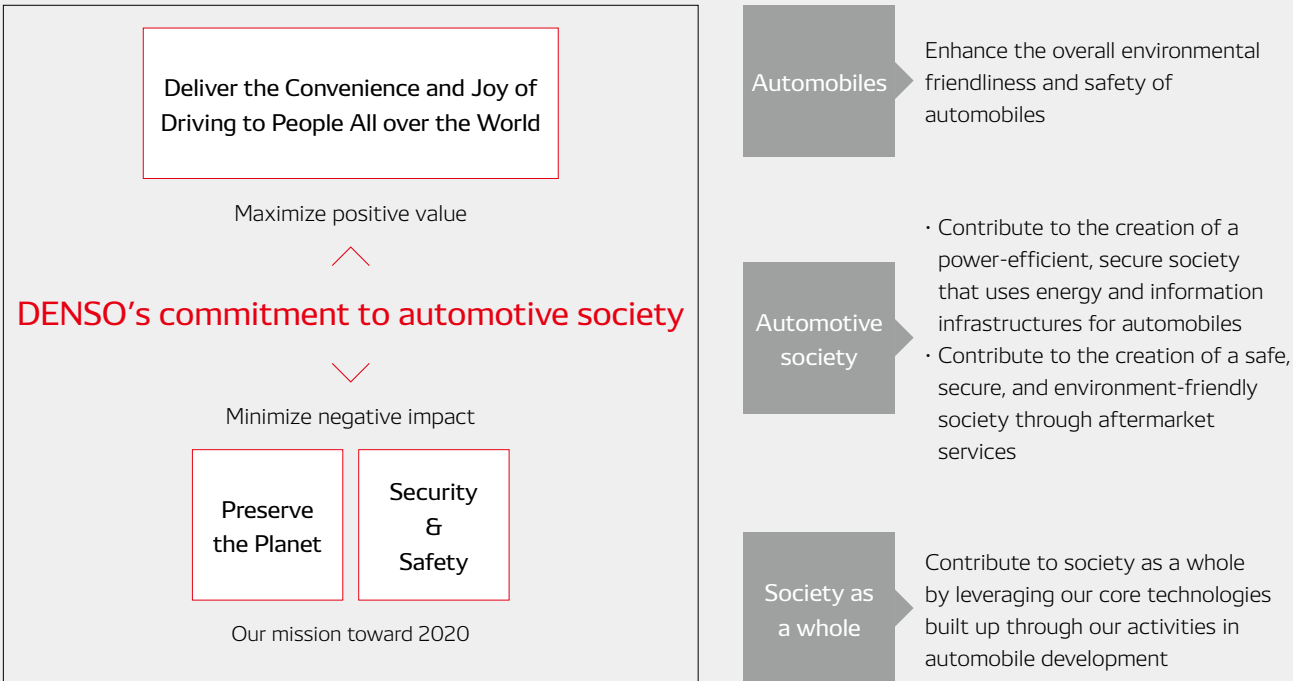 Deliver the Convenience and Joy of
Driving to People All over the World
Maximize positive value
DENSO’s commitment to automotive society
Minimize negative impact
Preserve
the Planet
Security
&
Safety
Our mission toward 2020
Automobiles
Enhance the overall environmental
friendliness and safety of
automobiles
Automotive
society
・Contribute to the creation of a
power-efficient, secure society
that uses energy and information
infrastructures for automobiles
・Contribute to the creation of a safe,
secure, and environment-friendly
society through aftermarket
services
Society as
a whole
Contribute to society as a whole
by leveraging our core technologies
built up through our activities in
automobile development